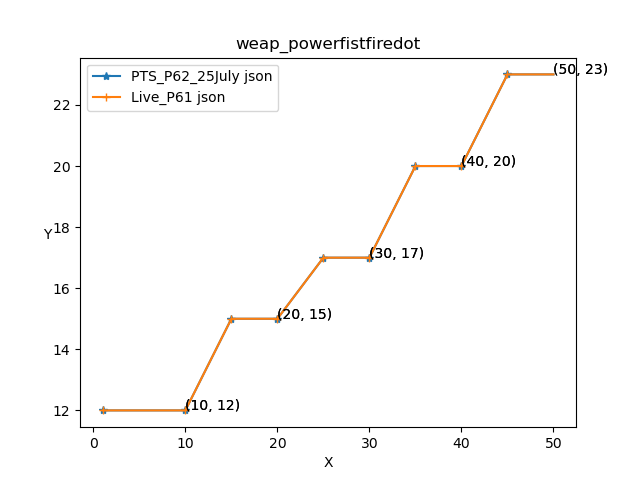 weap_powerfistfiredot
PTS_P62_25July json
Live_P61 json
(50, 23)
(40, 20)
(30, 17)
(20, 15)
(10, 12)
Y
22
20
18
16
14
12
0 10 20 30 40 50
X